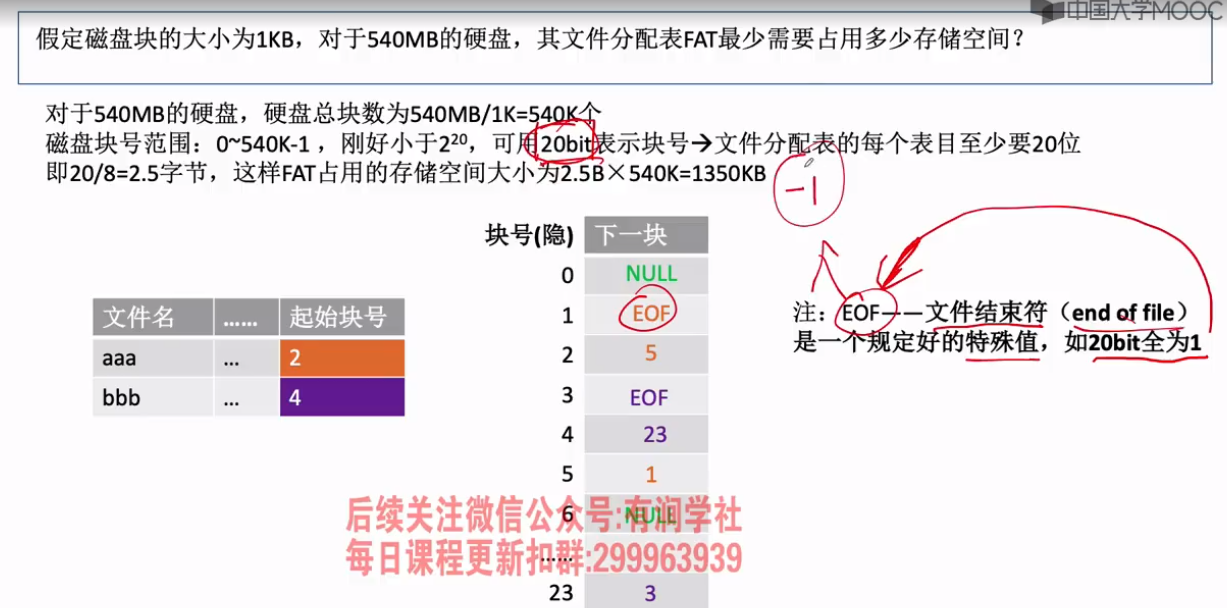 中国大学MOOC
假定磁盘块的大小为1KB，对于540MB的硬盘，其文件分配表FAT最少需要占用多少存储空间？
对于540MB的硬盘，硬盘总块数为540MB/1K=540K个
磁盘块号范围：0~540K-1，刚好小于2²⁰，可用20bit表示块号→文件分配表的每个表目至少要20位
即20/8=2.5字节，这样FAT占用的存储空间大小为2.5B×540K=1350KB
-1
块号(隐) 下一块
0 NULL
1 EOF
2 5
3 EOF
4 23
5 1
6 NULL
......
23 3
文件名 …… 起始块号
aaa ... 2
bbb ... 4
注：EOF——文件结束符（end of file）
是一个规定好的特殊值，如20bit全为1
后续关注微信公众号:有润学社
每日课程更新扣群:299963939